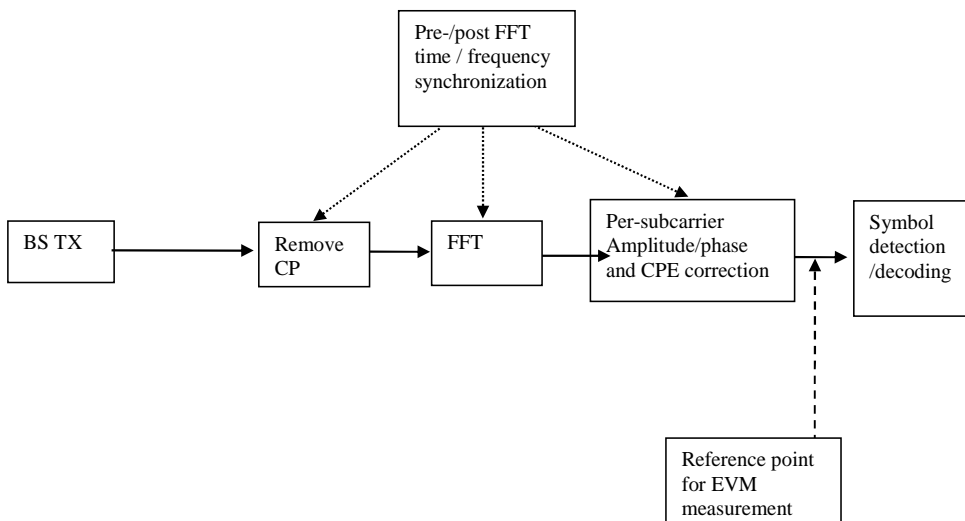 Pre-/post FFT
time / frequency
synchronization
BS TX
Remove
CP
FFT
Per-subcarrier
Amplitude/phase
and CPE correction
Symbol
detection
/decoding
Reference point
for EVM
measurement